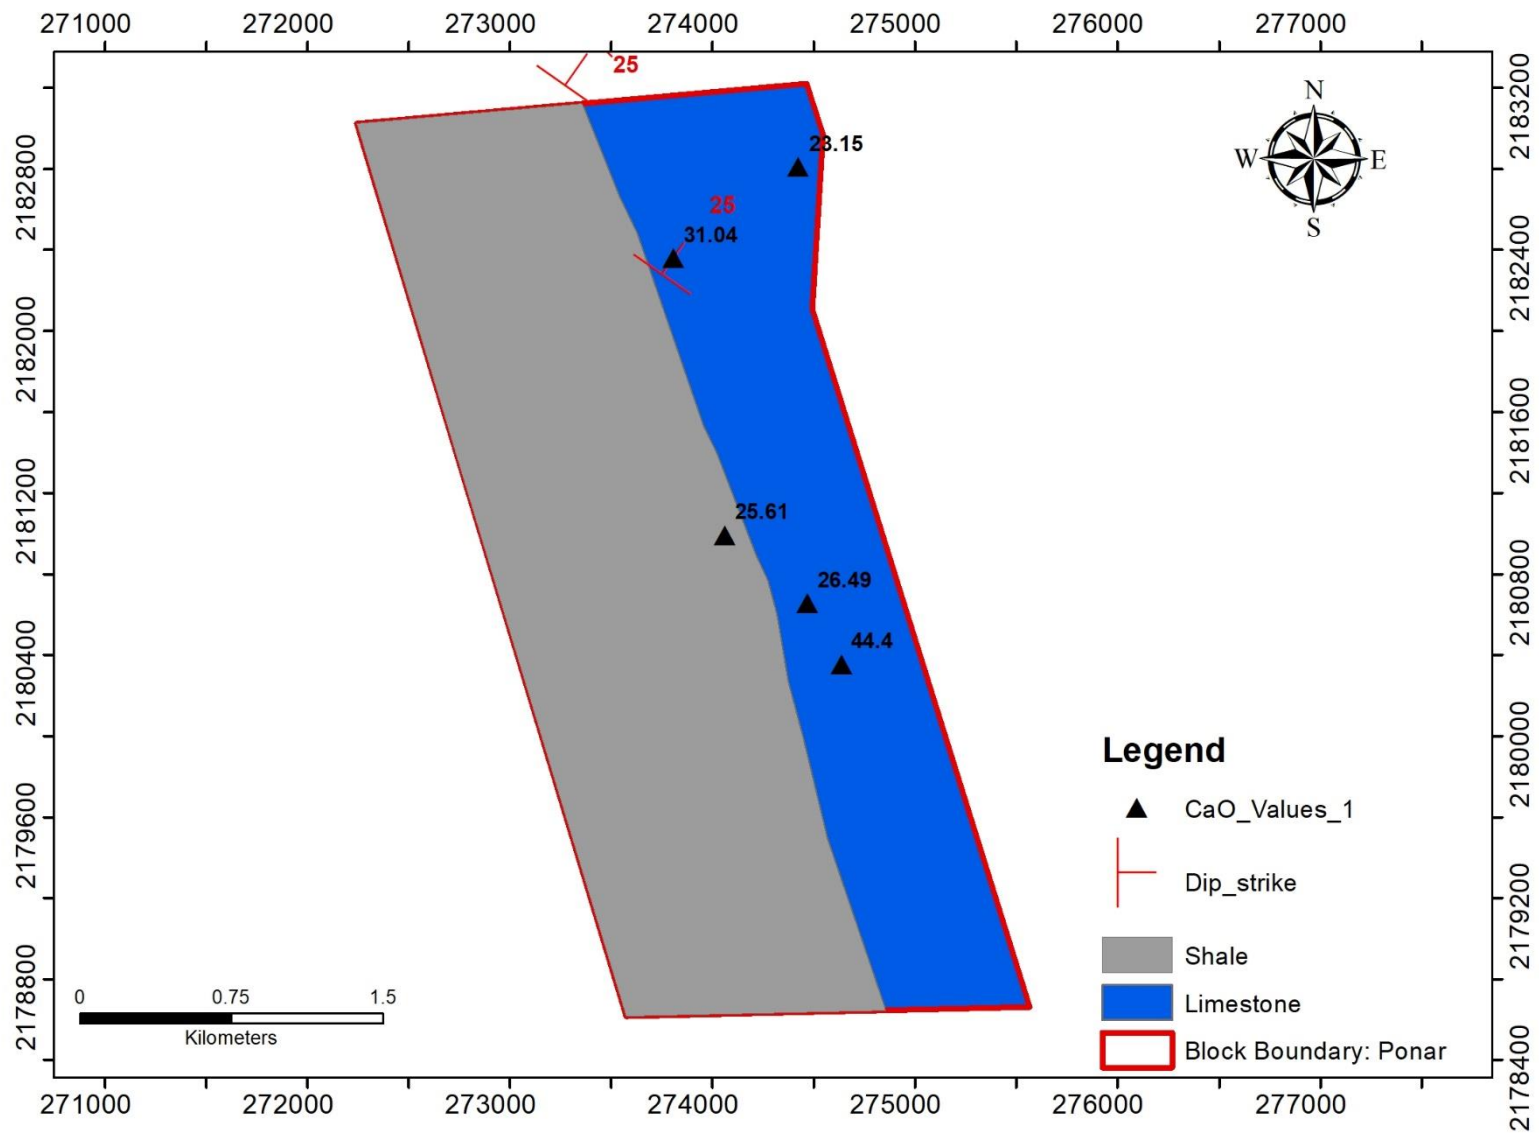 271000 272000 273000 274000 275000 276000 277000
25
N
W E
S
23.15
25
31.04
25.61
26.49
44.4
2182800
2182000
2181200
2180400
2179600
2178800
2183200
2182400
2181600
2180800
2180000
2179200
2178400
Legend
CaO_Values_1
Dip_strike
Shale
Limestone
Block Boundary: Ponar
0 0.75 1.5
Kilometers
271000 272000 273000 274000 275000 276000 277000